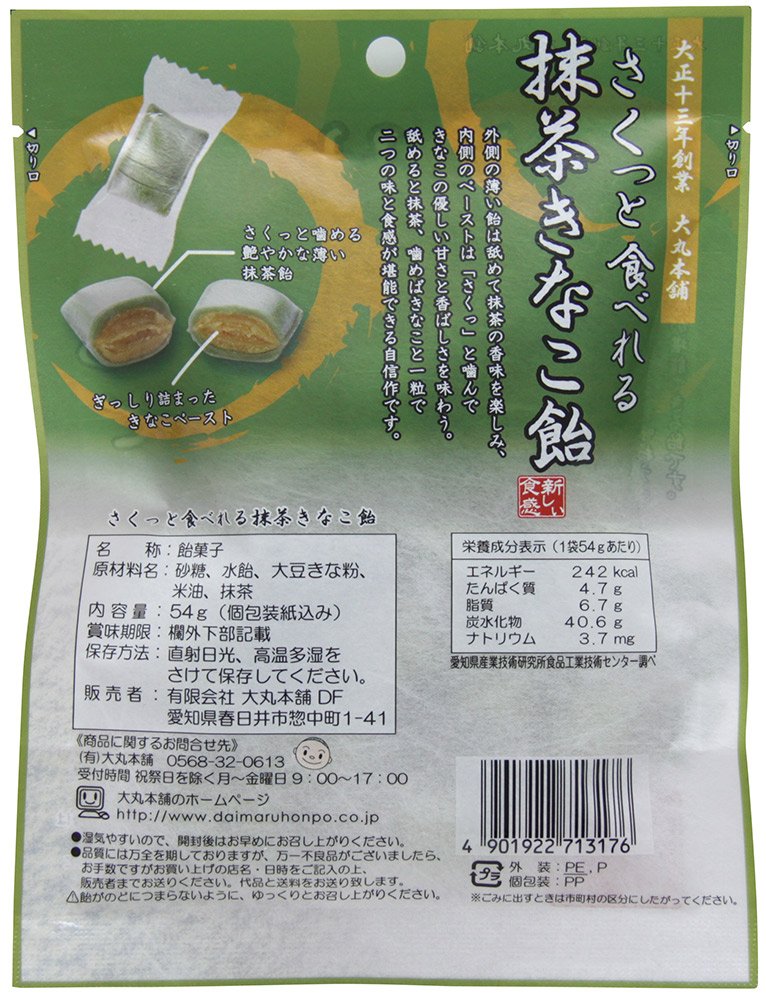 大正十三年創業 大丸本舗
さくっと食べれる
抹茶きなこ飴
新しい
食感
外側の薄い飴は舐めて抹茶の香味を楽しみ、
内側のペーストは「さくっ」と噛んで
きなこの優しい甘さと香ばしさを味わう。
舐めると抹茶、噛めばきなこと一粒で
二つの味と食感が堪能できる自信作です。
◀切り口
▶切り口
さくっと噛める
艶やかな薄い
抹茶飴
ぎっしり詰まった
きなこペースト
さくっと食べれる抹茶きなこ飴
名 称:飴菓子
原材料名:砂糖、水飴、大豆きな粉、
米油、抹茶
内容量:54g(個包装紙込み)
賞味期限:欄外下部記載
保存方法:直射日光、高温多湿を
さけて保存してください。
販売者:有限会社 大丸本舗 DF
愛知県春日井市惣中町1-41
栄養成分表示(1袋54gあたり)
エネルギー 242 kcal
たんぱく質 4.7 g
脂質 6.7 g
炭水化物 40.6 g
ナトリウム 3.7 mg
愛知県産業技術研究所食品工業技術センター調べ
《商品に関するお問合せ先》
(有)大丸本舗 0568-32-0613
受付時間 祝祭日を除く月~金曜日9:00~17:00
大丸本舗のホームページ
http://www.daimaruhonpo.co.jp
●湿気やすいので、開封後はお早めにお召し上がりください。
●品質には万全を期しておりますが、万一不良品がございましたら、
お手数ですがお買い上げの店名・日時をご記入の上、
販売者までお送りください。代品と送料をお送り致します。
⚠飴がのどにつまらないように、ゆっくりとお召し上がりください。
4 901922 713176
プラ
外 装:PE,P
個包装:PP
※ごみに出すときは市町村の区分にしたがってください。